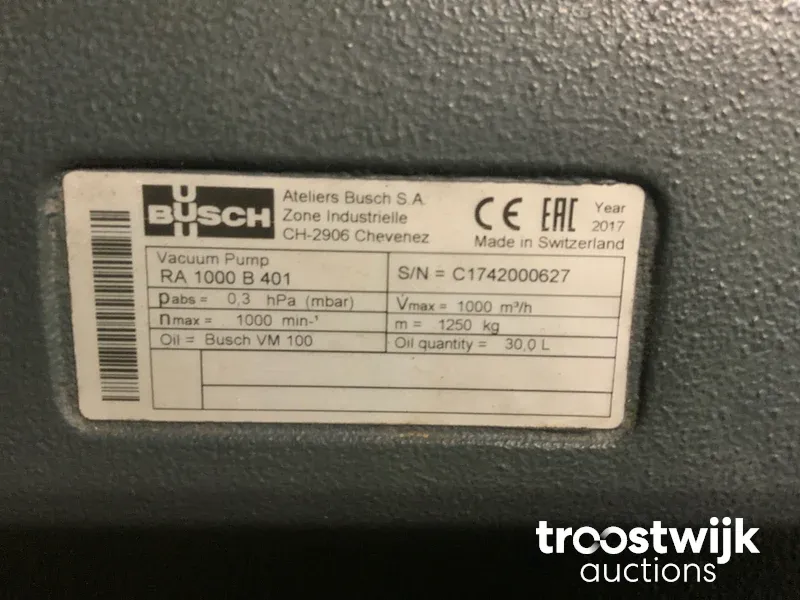 BUSCH
Ateliers Busch S.A.
Zone Industrielle
CH-2906 Chevenez
CE EAC Year
2017
Made in Switzerland
Vacuum Pump
RA 1000 B 401
S/N = C1742000627
pabs = 0,3 hPa (mbar)
V̇max = 1000 m³/h
nmax = 1000 min-¹
m = 1250 kg
Oil = Busch VM 100
Oil quantity = 30,0 L
troostwijk
auctions